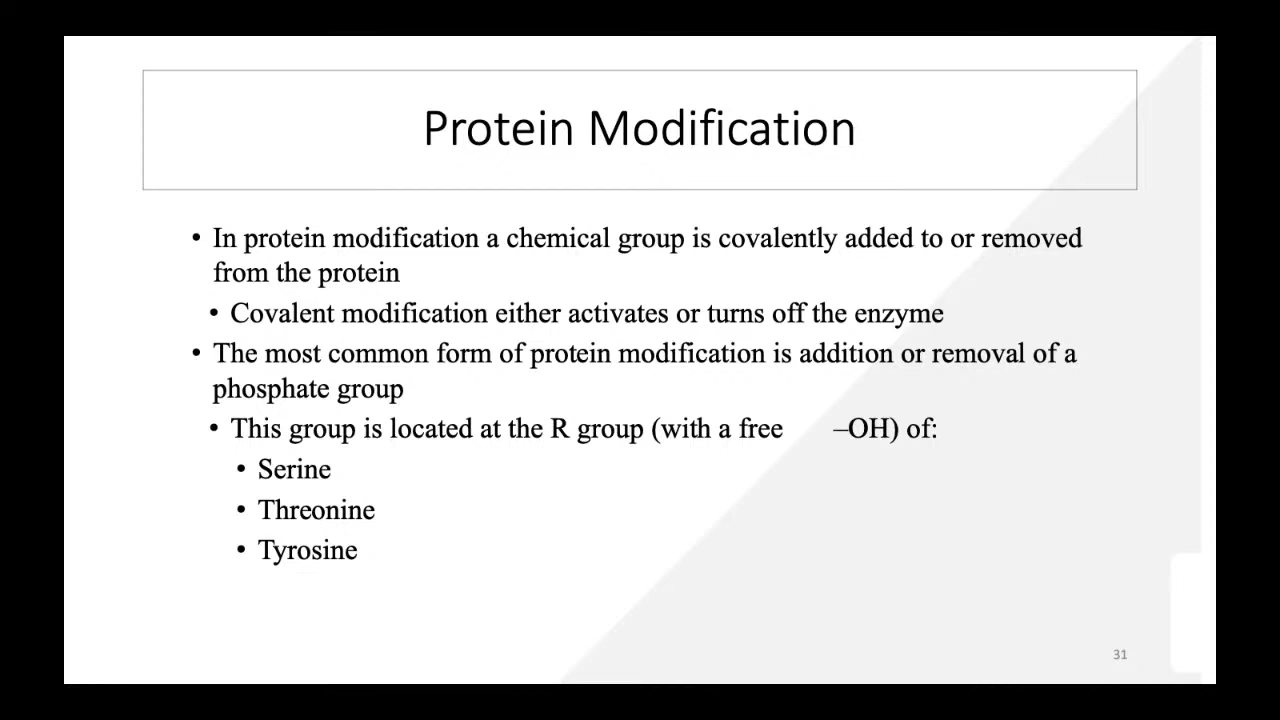 Protein Modification
• In protein modification a chemical group is covalently added to or removed
from the protein
• Covalent modification either activates or turns off the enzyme
• The most common form of protein modification is addition or removal of a
phosphate group
• This group is located at the R group (with a free –OH) of:
• Serine
• Threonine
• Tyrosine
31